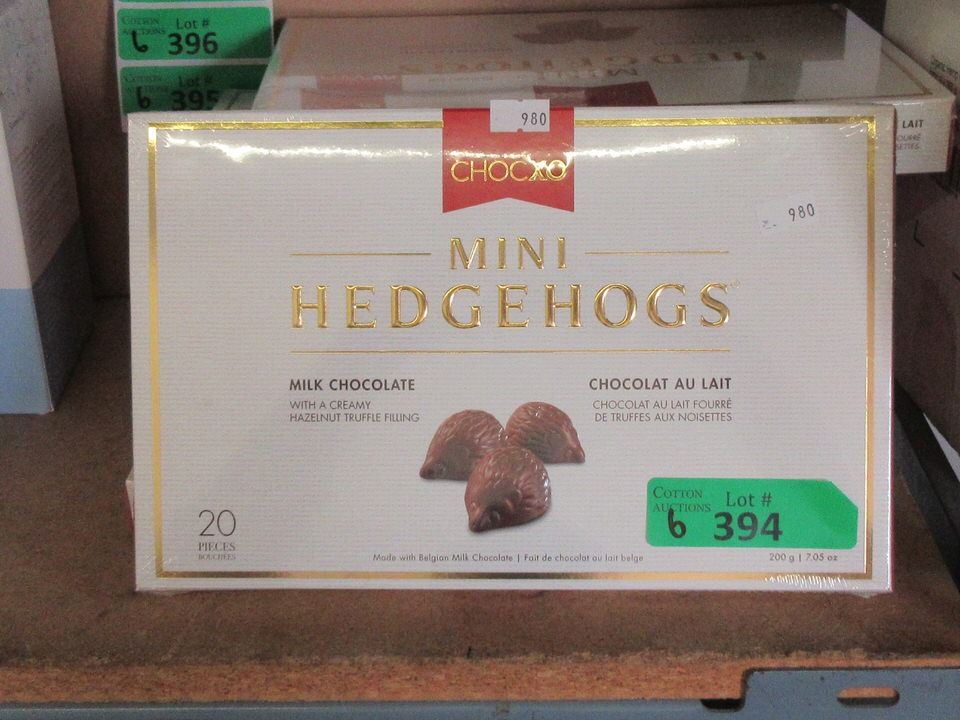 COTTON
AUCTIONS
Lot #
6 396
COTTON
Lot #
6 395
HEDGEHOGS
MINI
LAIT
980
CHOCXO
980
MINI
HEDGEHOGS
MILK CHOCOLATE
WITH A CREAMY
HAZELNUT TRUFFLE FILLING
CHOCOLAT AU LAIT
CHOCOLAT AU LAIT FOURRÉ
DE TRUFFES AUX NOISETTES
COTTON
AUCTIONS
Lot #
6 394
20
PIECES
BOUCHÉES
Made with Belgian Milk Chocolate | Fait de chocolat au lait belge
200 g | 7.05 oz